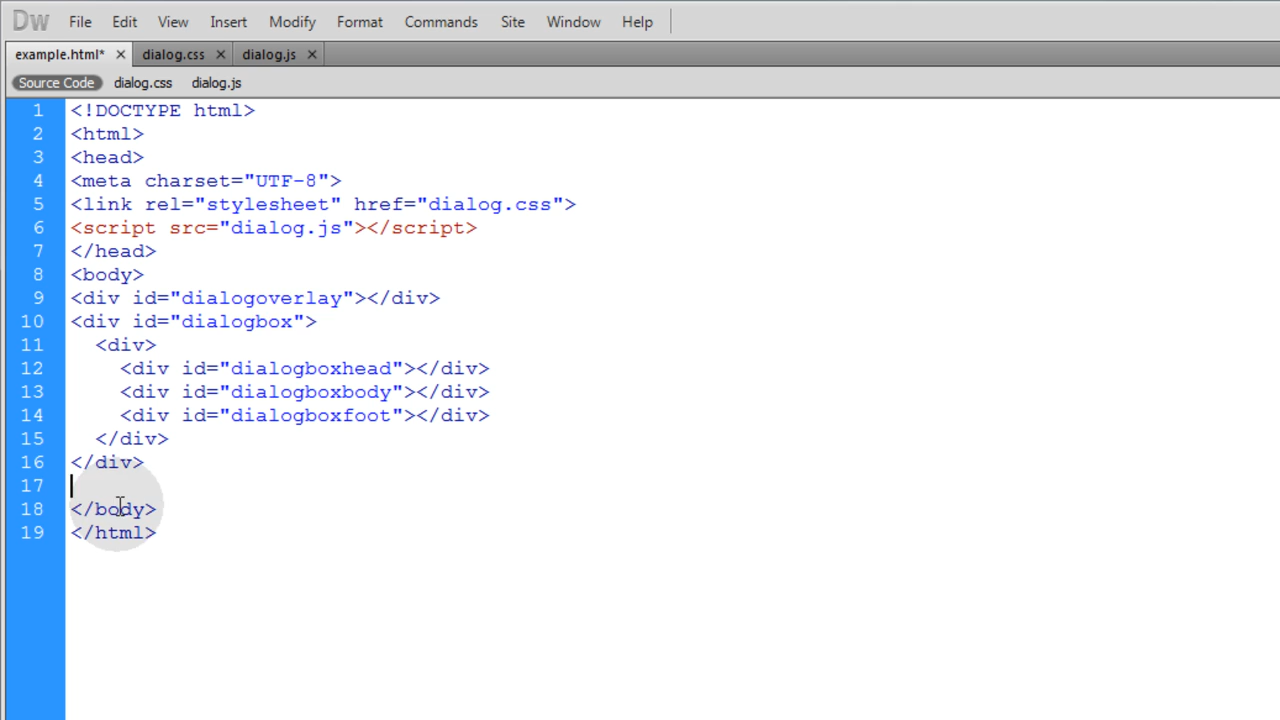 Dw File Edit View Insert Modify Format Commands Site Window Help
example.html* × dialog.css × dialog.js ×
Source Code dialog.css dialog.js
1 <!DOCTYPE html>
2 <html>
3 <head>
4 <meta charset="UTF-8">
5 <link rel="stylesheet" href="dialog.css">
6 <script src="dialog.js"></script>
7 </head>
8 <body>
9 <div id="dialogoverlay"></div>
10 <div id="dialogbox">
11   <div>
12     <div id="dialogboxhead"></div>
13     <div id="dialogboxbody"></div>
14     <div id="dialogboxfoot"></div>
15   </div>
16 </div>
17
18 </body>
19 </html>